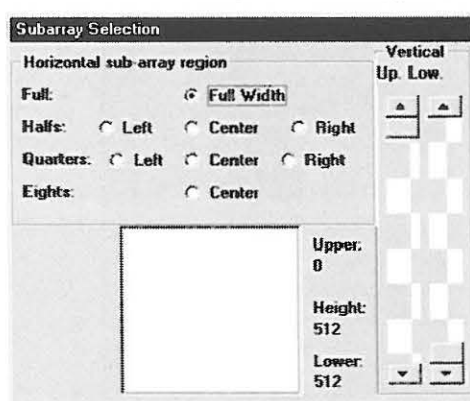 Subarray Selection
Horizontal sub-array region
Vertical
Up. Low.
Full: Full Width
Halfs: Left Center Right
Quarters: Left Center Right
Eights: Center
Upper:
0
Height:
512
Lower:
512